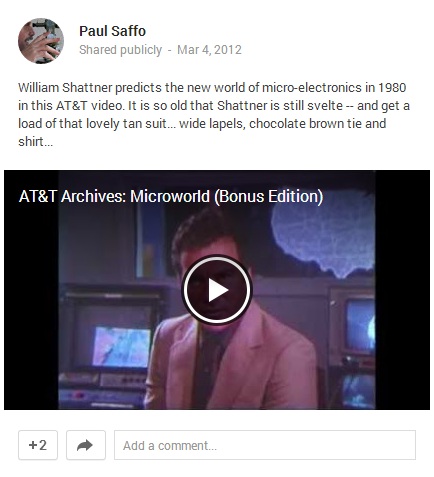 Paul Saffo
Shared publicly - Mar 4, 2012
William Shattner predicts the new world of micro-electronics in 1980
in this AT&T video. It is so old that Shattner is still svelte -- and get a
load of that lovely tan suit... wide lapels, chocolate brown tie and
shirt...
AT&T Archives: Microworld (Bonus Edition)
+2
Add a comment...